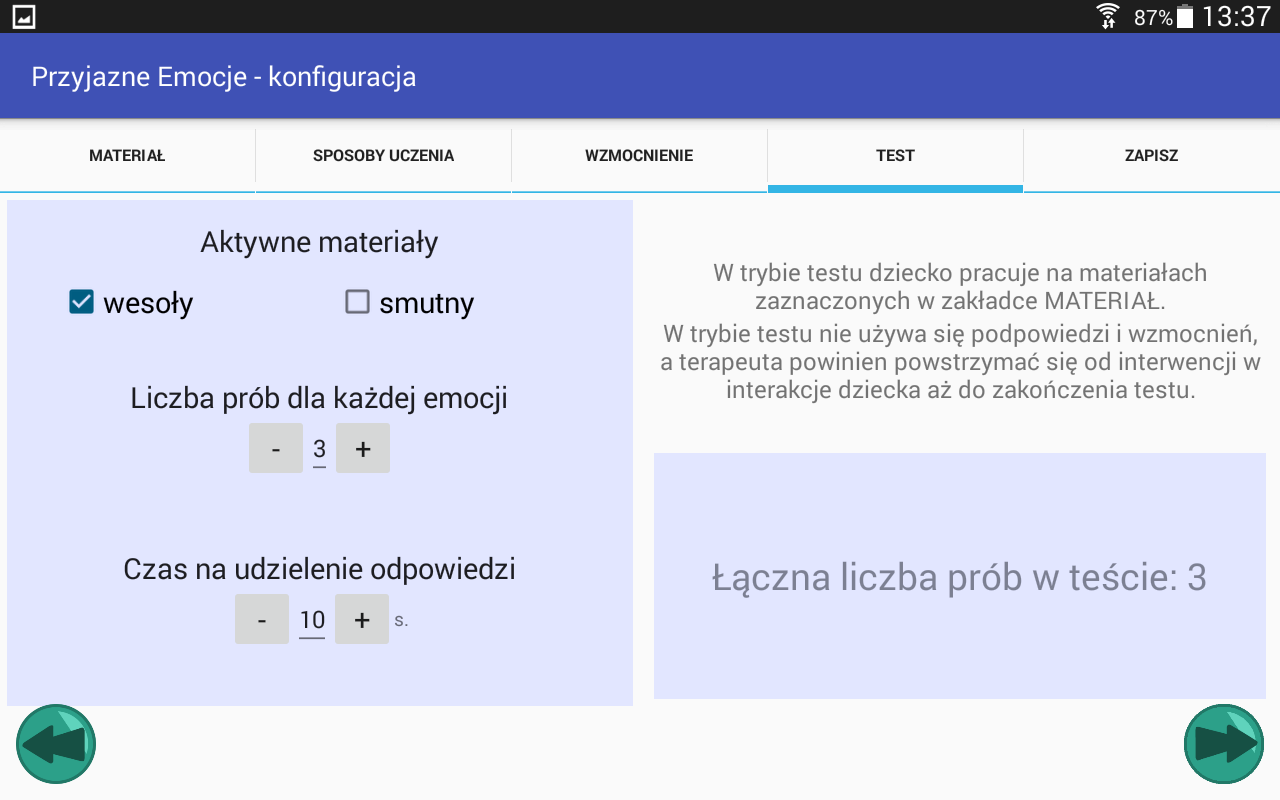 87% 13:37
Przyjazne Emocje - konfiguracja
MATERIAŁ SPOSOBY UCZENIA WZMOCNIENIE TEST ZAPISZ
Aktywne materiały
wesoły smutny
Liczba prób dla każdej emocji
- 3 +
Czas na udzielenie odpowiedzi
- 10 + s.
W trybie testu dziecko pracuje na materiałach
zaznaczonych w zakładce MATERIAŁ.
W trybie testu nie używa się podpowiedzi i wzmocnień,
a terapeuta powinien powstrzymać się od interwencji w
interakcje dziecka aż do zakończenia testu.
Łączna liczba prób w teście: 3